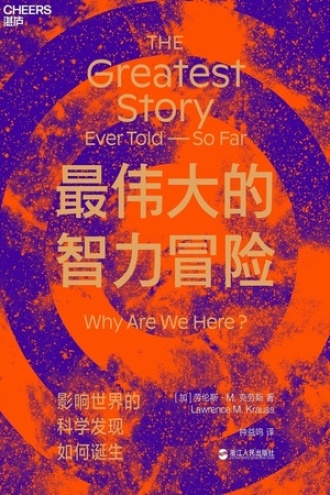 CHEERS
湛庐
THE
Greatest
Story
Ever Told — So Far
最伟大的
智力冒险
Why Are We Here?
影响世界的
科学发现
如何诞生
[加] 劳伦斯·M. 克劳斯 著
Lawrence M. Krauss
钟益鸣 译
浙江人民出版社